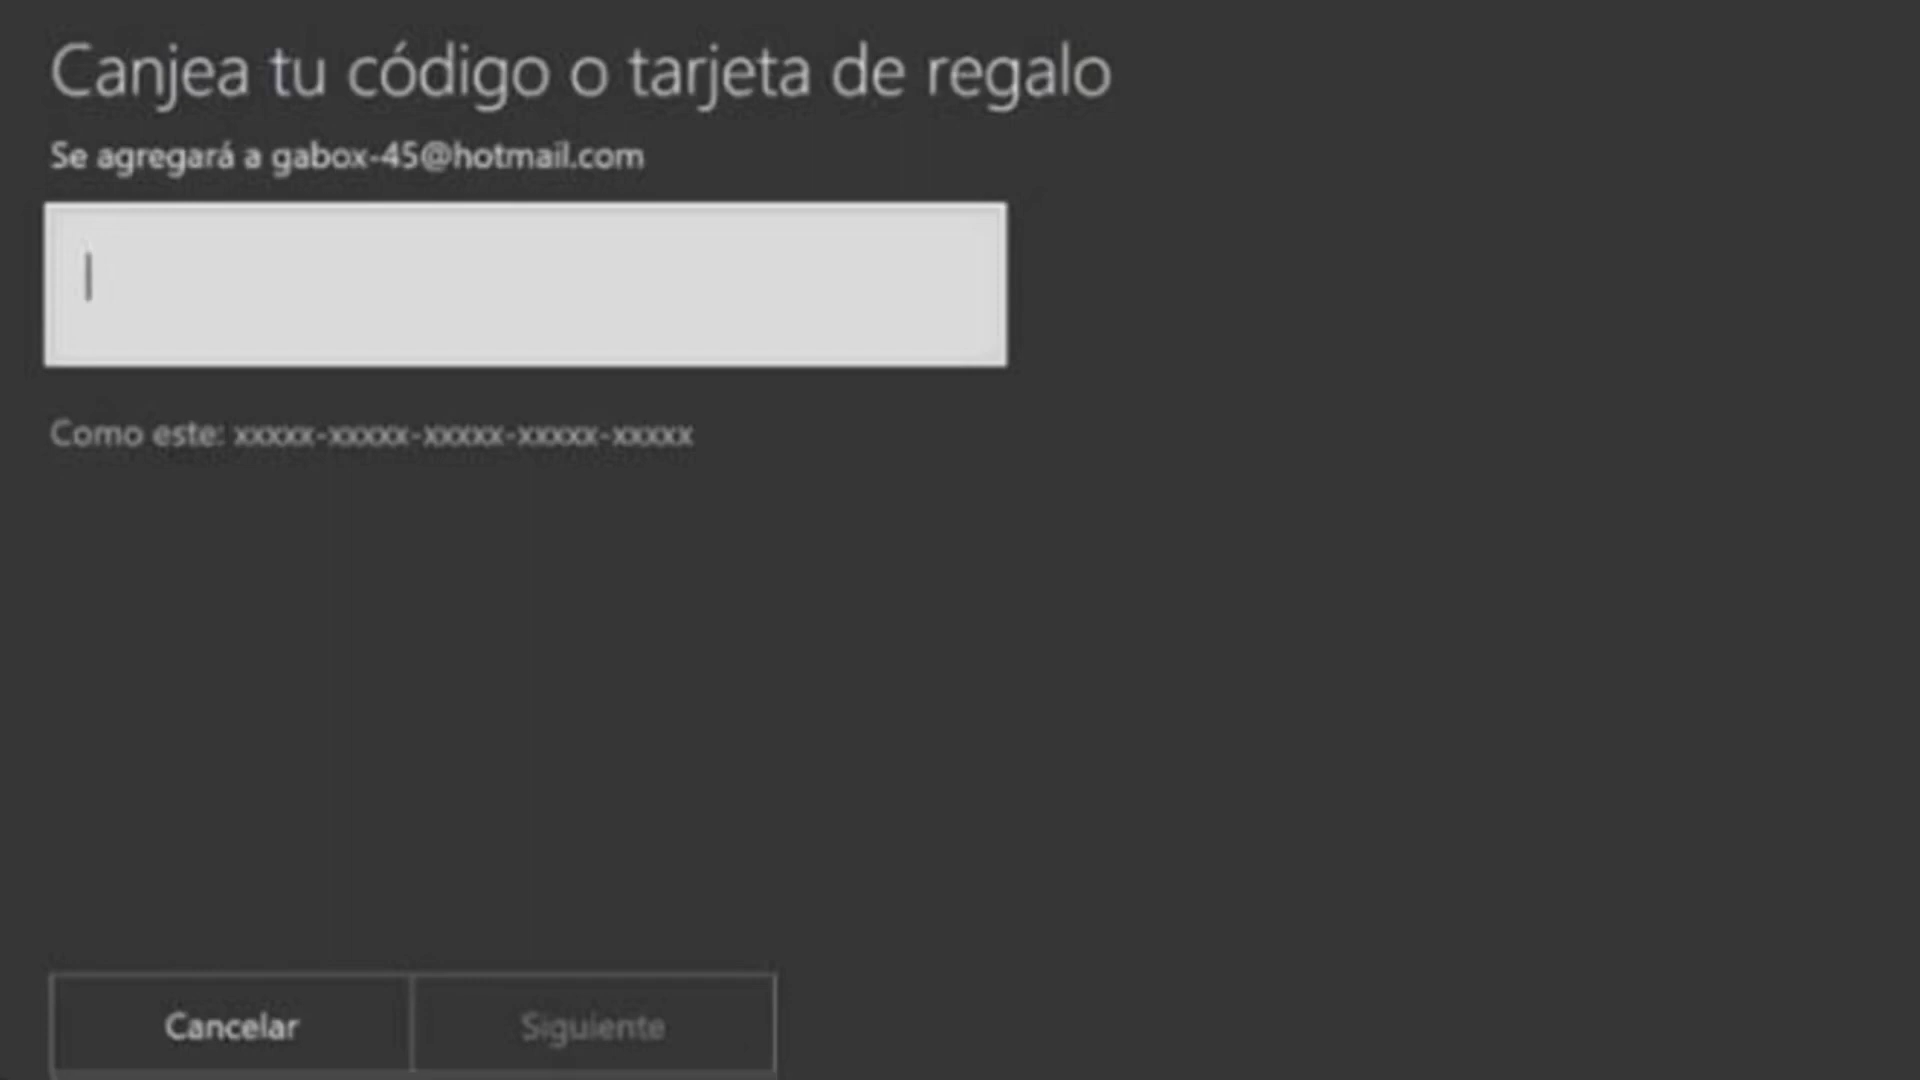 Canjea tu código o tarjeta de regalo
Se agregará a gabox-45@hotmail.com
Como este: xxxxx-xxxxx-xxxxx-xxxxx-xxxxx
Cancelar
Siguiente